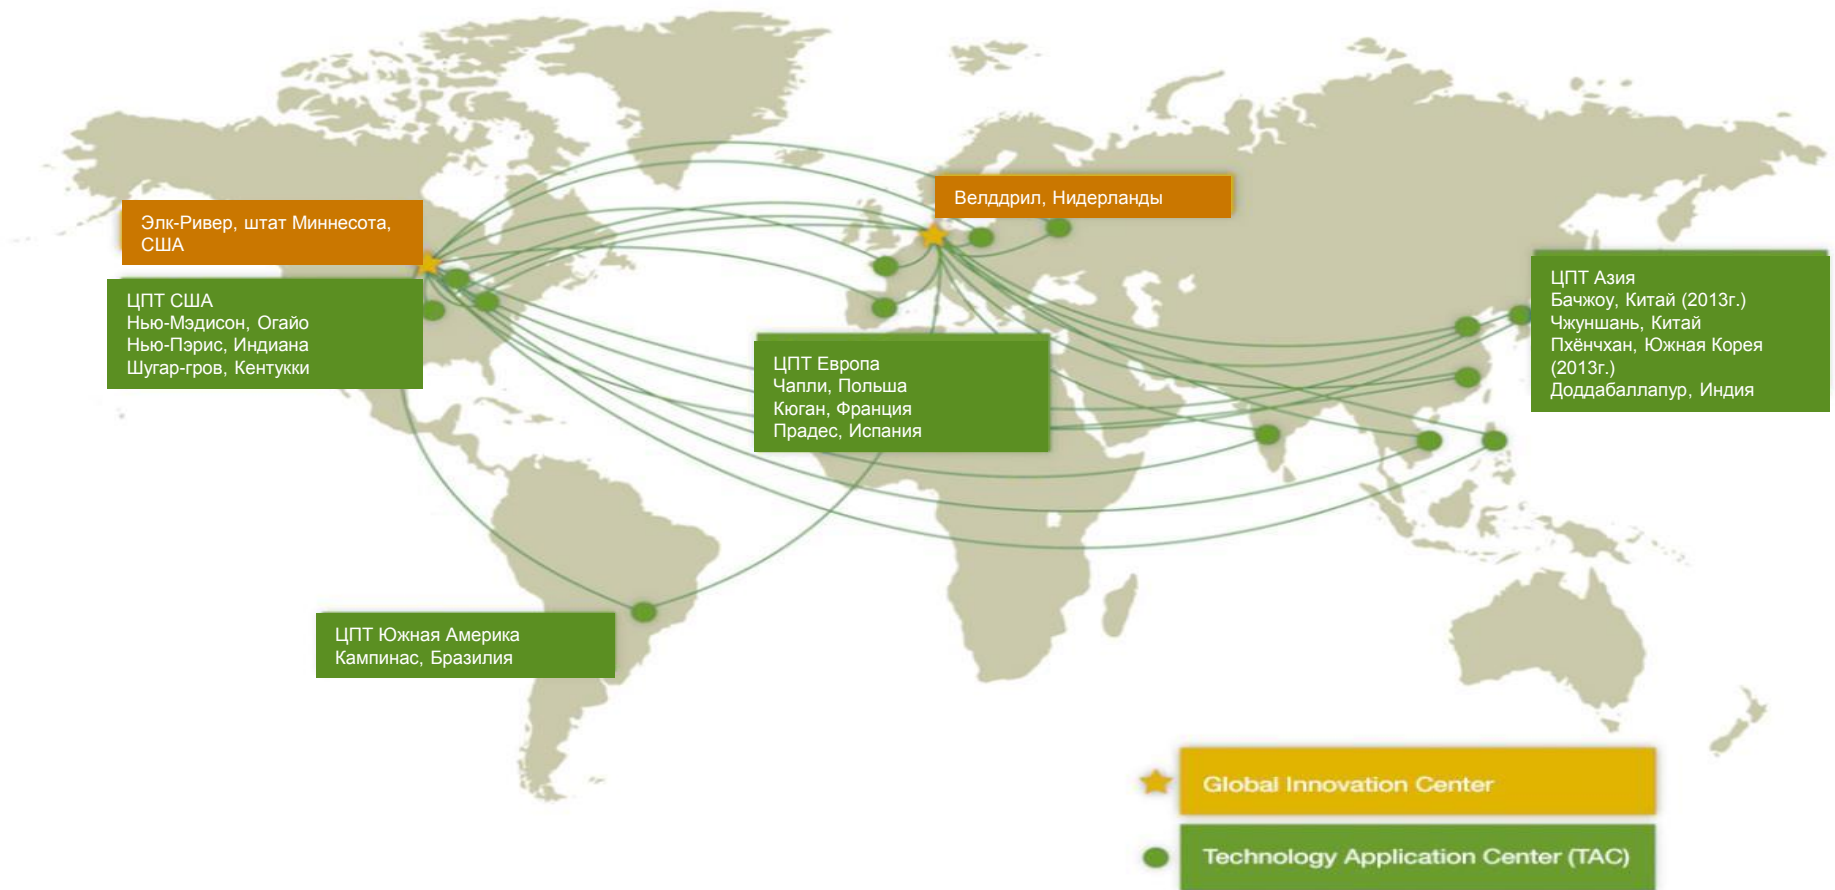 Элк-Ривер, штат Миннесота,
США
Велддрил, Нидерланды
ЦПТ США
Нью-Мэдисон, Огайо
Нью-Пэрис, Индиана
Шугар-гров, Кентукки
ЦПТ Европа
Чапли, Польша
Кюган, Франция
Прадес, Испания
ЦПТ Азия
Бачжоу, Китай (2013г.)
Чжуншань, Китай
Пхёнчхан, Южная Корея
(2013г.)
Доддабаллапур, Индия
ЦПТ Южная Америка
Кампинас, Бразилия
Global Innovation Center
Technology Application Center (TAC)